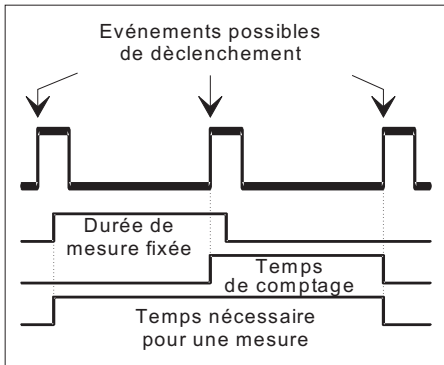 Evénements possibles
de dèclenchement
Durée de
mesure fixée
Temps
de comptage
Temps nécessaire
pour une mesure